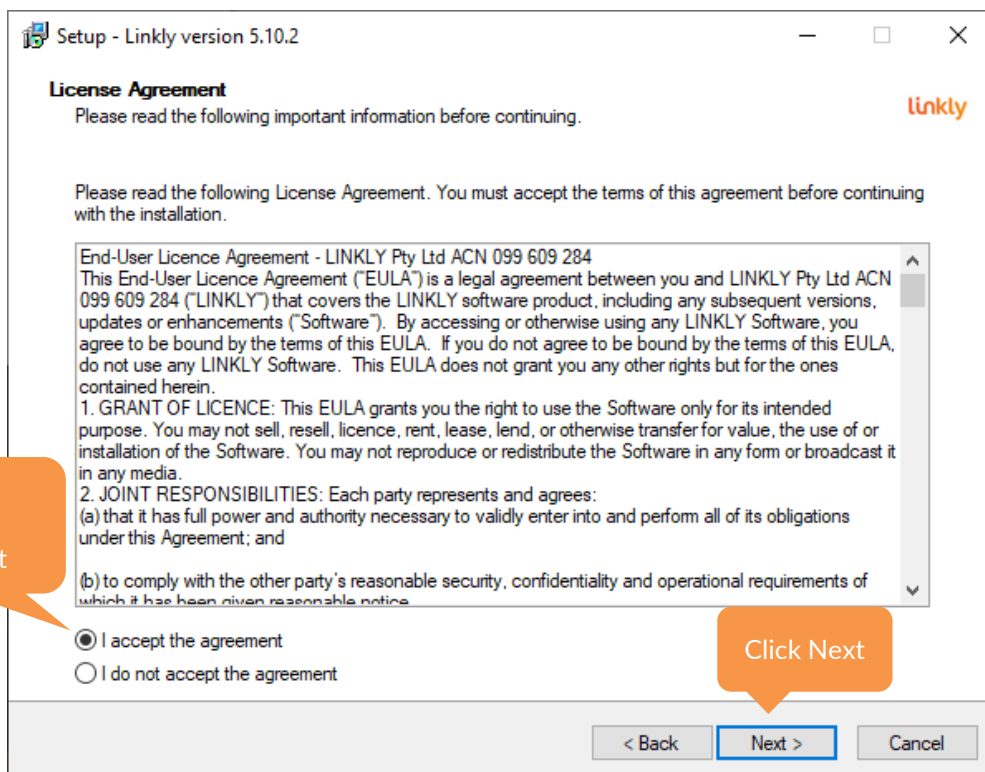 Setup - Linkly version 5.10.2
License Agreement
Please read the following important information before continuing.
linkly
Please read the following License Agreement. You must accept the terms of this agreement before continuing
with the installation.
End-User Licence Agreement - LINKLY Pty Ltd ACN 099 609 284
This End-User Licence Agreement ("EULA") is a legal agreement between you and LINKLY Pty Ltd ACN
099 609 284 ("LINKLY") that covers the LINKLY software product, including any subsequent versions,
updates or enhancements ("Software").  By accessing or otherwise using any LINKLY Software, you
agree to be bound by the terms of this EULA.  If you do not agree to be bound by the terms of this EULA,
do not use any LINKLY Software.  This EULA does not grant you any other rights but for the ones
contained herein.
1. GRANT OF LICENCE: This EULA grants you the right to use the Software only for its intended
purpose. You may not sell, resell, licence, rent, lease, lend, or otherwise transfer for value, the use of or
installation of the Software. You may not reproduce or redistribute the Software in any form or broadcast it
in any media.
2. JOINT RESPONSIBILITIES: Each party represents and agrees:
(a) that it has full power and authority necessary to validly enter into and perform all of its obligations
under this Agreement; and
(b) to comply with the other party's reasonable security, confidentiality and operational requirements of
which it has been given reasonable notice
t
I accept the agreement
Click Next
I do not accept the agreement
< Back
Next >
Cancel